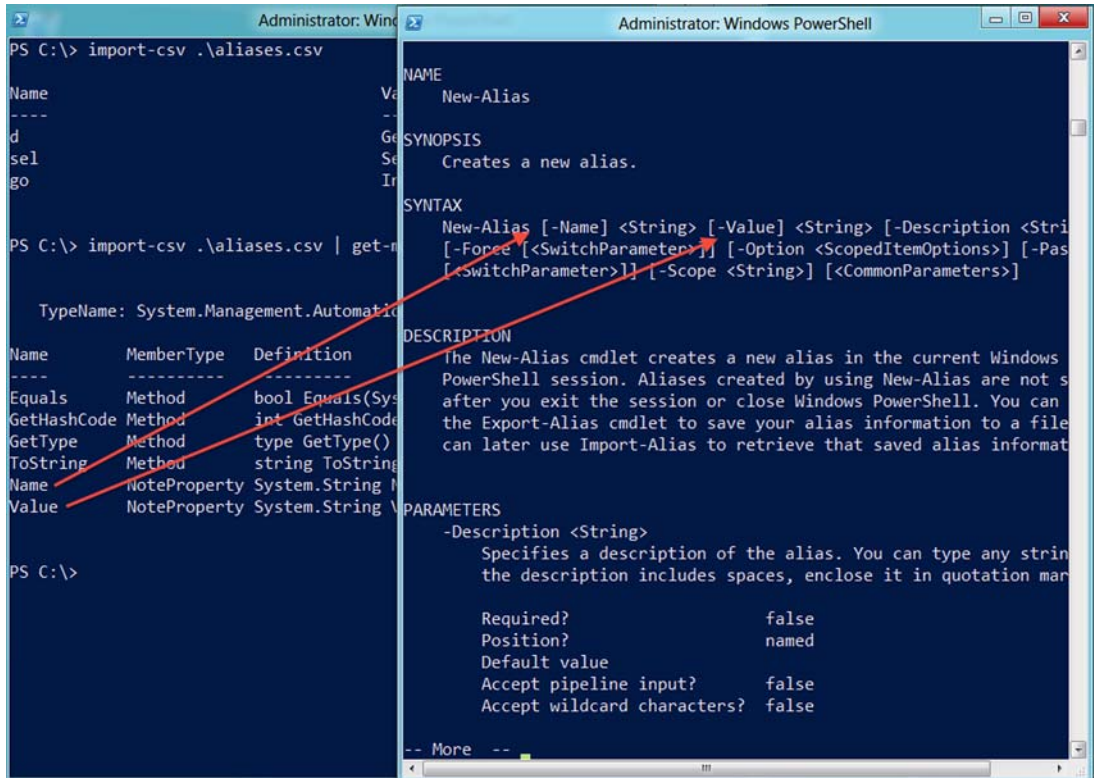 Administrator: Wind
PS C:\> import-csv .\aliases.csv
Name Va
---- --
d Ge
sel Se
go In
PS C:\> import-csv .\aliases.csv | get-m
TypeName: System.Management.Automatic
Name MemberType Definition
---- ---------- ----------
Equals Method bool Equals(Sys
GetHashCode Method int GetHashCode
GetType Method type GetType()
ToString Method string ToString
Name NoteProperty System.String N
Value NoteProperty System.String V
PS C:\>
Administrator: Windows PowerShell
NAME
New-Alias
SYNOPSIS
Creates a new alias.
SYNTAX
New-Alias [-Name] <String> [-Value] <String> [-Description <Stri
[-Force [<SwitchParameter>]] [-Option <ScopedItemOptions>] [-Pas
[<SwitchParameter>]] [-Scope <String>] [<CommonParameters>]
DESCRIPTION
The New-Alias cmdlet creates a new alias in the current Windows
PowerShell session. Aliases created by using New-Alias are not s
after you exit the session or close Windows PowerShell. You can
the Export-Alias cmdlet to save your alias information to a file
can later use Import-Alias to retrieve that saved alias informat
PARAMETERS
-Description <String>
Specifies a description of the alias. You can type any strin
the description includes spaces, enclose it in quotation mar
Required? false
Position? named
Default value
Accept pipeline input? false
Accept wildcard characters? false
-- More --